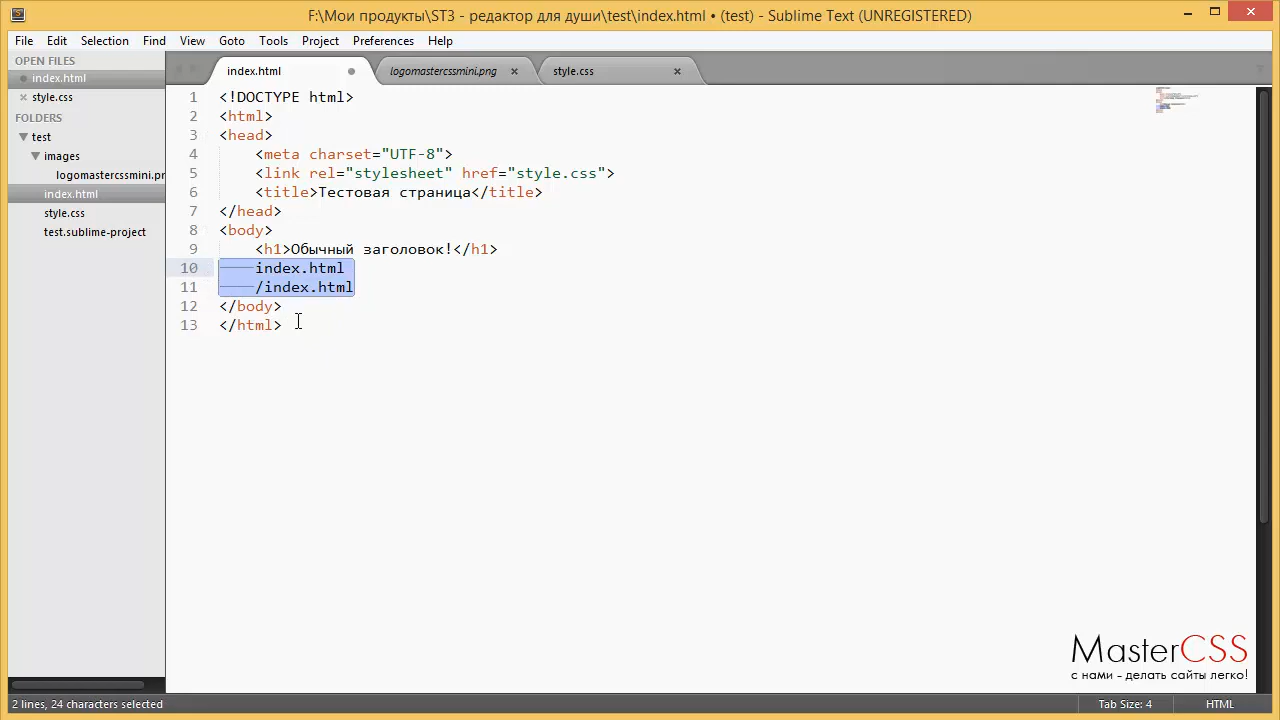 F:\Мои продукты\ST3 - редактор для души\test\index.html • (test) - Sublime Text (UNREGISTERED)
File Edit Selection Find View Goto Tools Project Preferences Help
OPEN FILES
index.html
style.css
FOLDERS
test
images
logomastercssmini.pr
index.html
style.css
test.sublime-project
index.html logomastercssmini.png style.css
1 <!DOCTYPE html>
2 <html>
3 <head>
4 <meta charset="UTF-8">
5 <link rel="stylesheet" href="style.css">
6 <title>Тестовая страница</title>
7 </head>
8 <body>
9 <h1>Обычный заголовок!</h1>
10 index.html
11 /index.html
12 </body>
13 </html>
MasterCSS
с нами - делать сайты легко!
2 lines, 24 characters selected Tab Size: 4 HTML